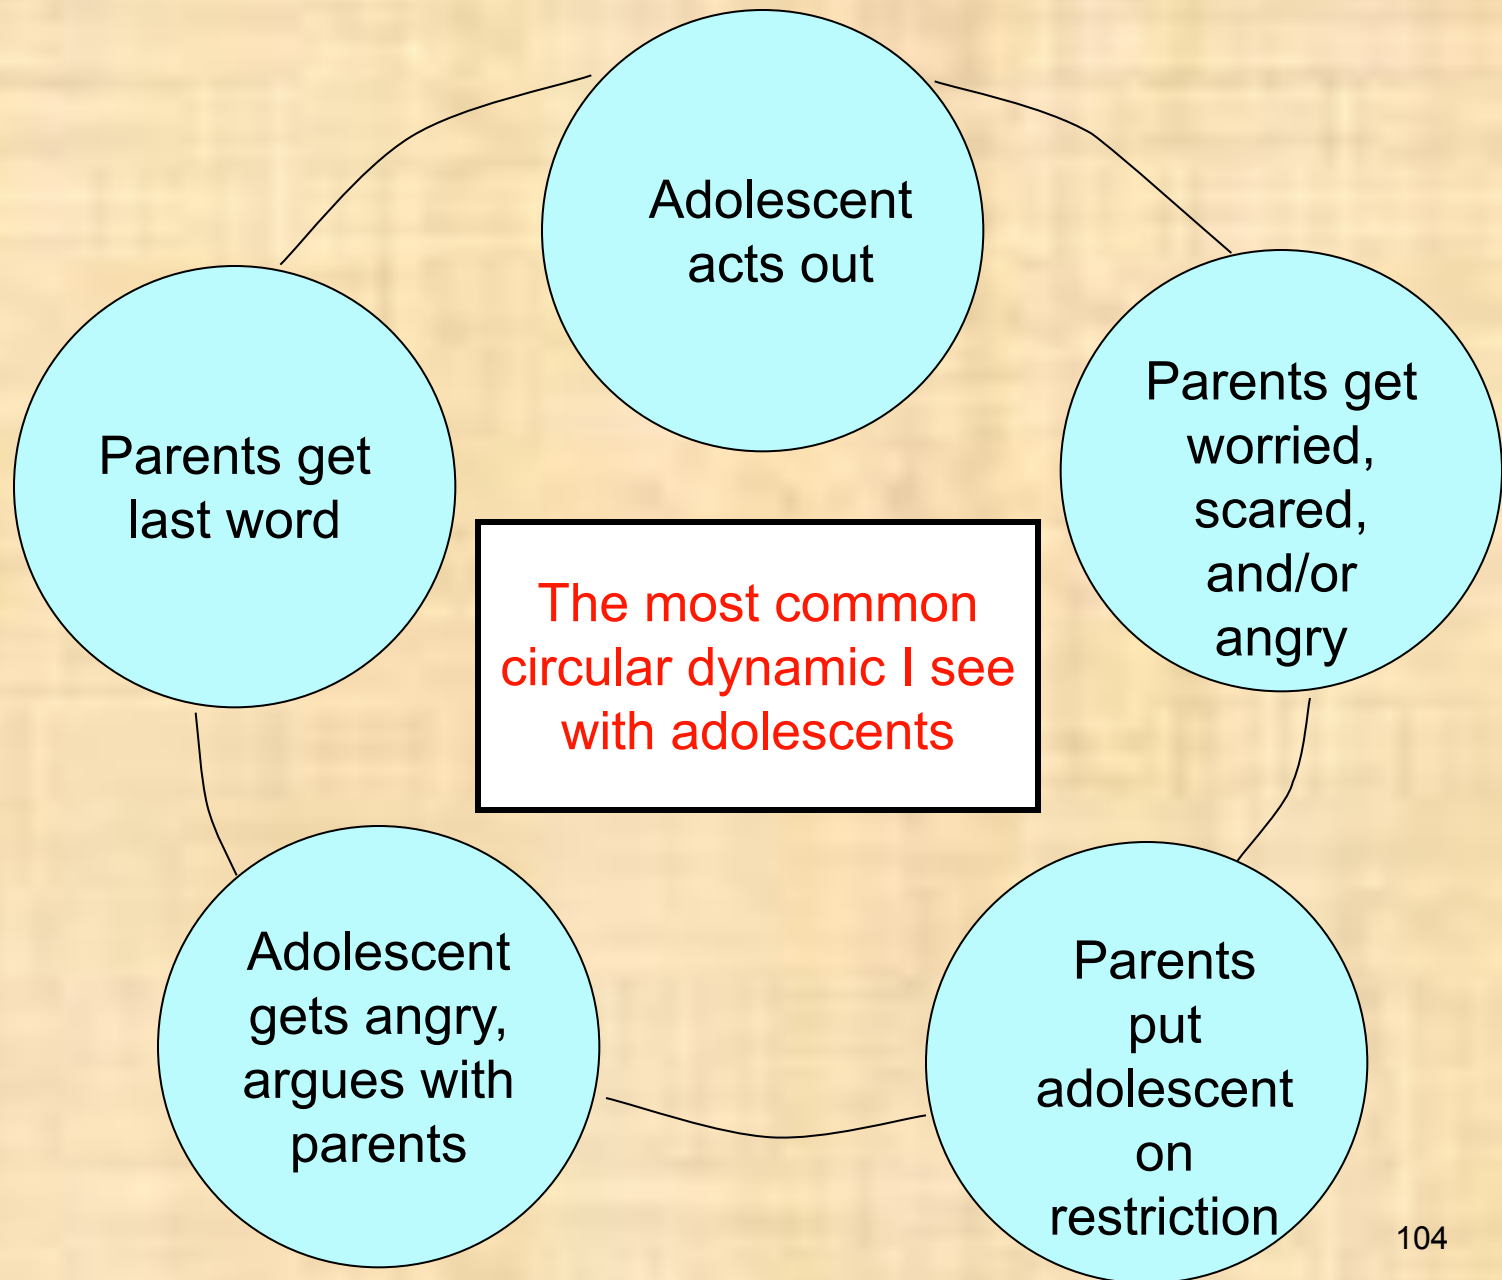 Adolescent
acts out
Parents get
worried,
scared,
and/or
angry
Parents
put
adolescent
on
restriction
Adolescent
gets angry,
argues with
parents
Parents get
last word
The most common
circular dynamic I see
with adolescents
104